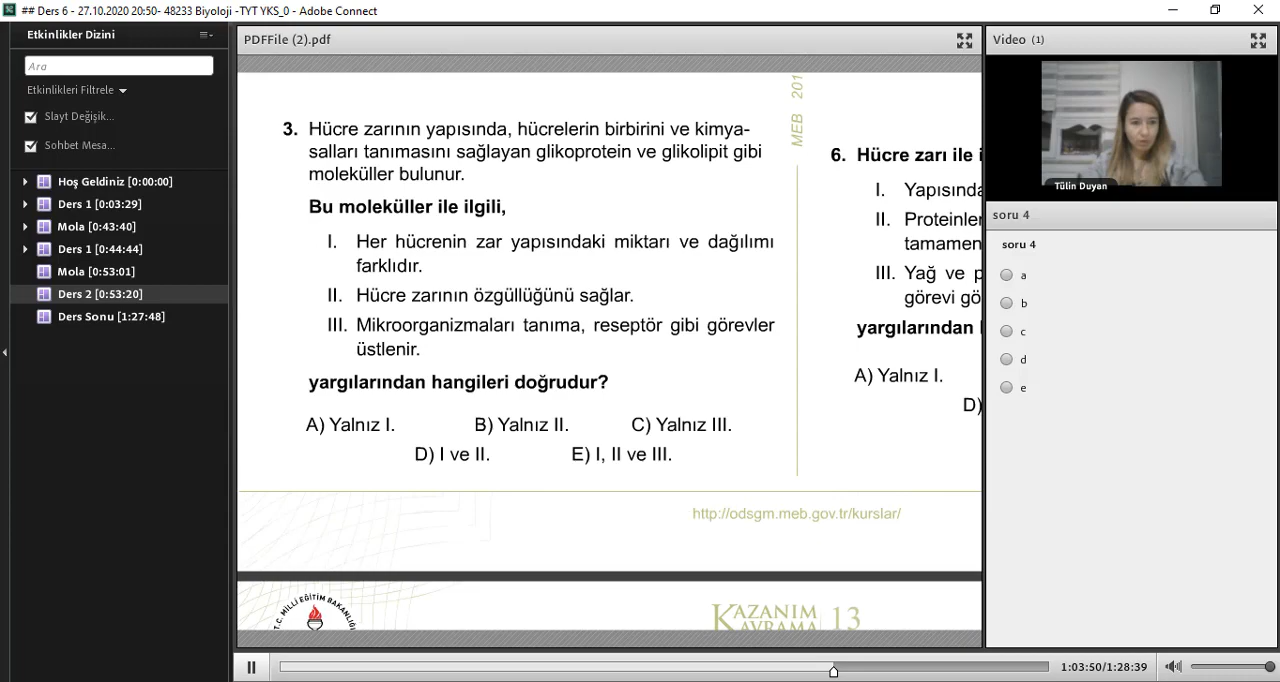 ## Ders 6 - 27.10.2020 20:50- 48233 Biyoloji -TYT YKS_0 - Adobe Connect
Etkinlikler Dizini
Ara
Etkinlikleri Filtrele
Slayt Değişik...
Sohbet Mesa...
Hoş Geldiniz [0:00:00]
Ders 1 [0:03:29]
Mola [0:43:40]
Ders 1 [0:44:44]
Mola [0:53:01]
Ders 2 [0:53:20]
Ders Sonu [1:27:48]
PDFFile (2).pdf
3. Hücre zarının yapısında, hücrelerin birbirini ve kimya-
salları tanımasını sağlayan glikoprotein ve glikolipit gibi
moleküller bulunur.
Bu moleküller ile ilgili,
I. Her hücrenin zar yapısındaki miktarı ve dağılımı
farklıdır.
II. Hücre zarının özgüllüğünü sağlar.
III. Mikroorganizmaları tanıma, reseptör gibi görevler
üstlenir.
yargılarından hangileri doğrudur?
A) Yalnız I. B) Yalnız II. C) Yalnız III.
D) I ve II. E) I, II ve III.
MEB 201
6. Hücre zarı ile i
I. Yapısında
II. Proteinler
tamamen
III. Yağ ve p
görevi gö
yargılarından
A) Yalnız I.
D)
http://odsgm.meb.gov.tr/kurslar/
T.C. MİLLİ EĞİTİM BAKANLIĞI
KAZANIM
KAVRAMA 13
1:03:50/1:28:39
Video (1)
Tülin Duyan
soru 4
soru 4
a
b
c
d
e